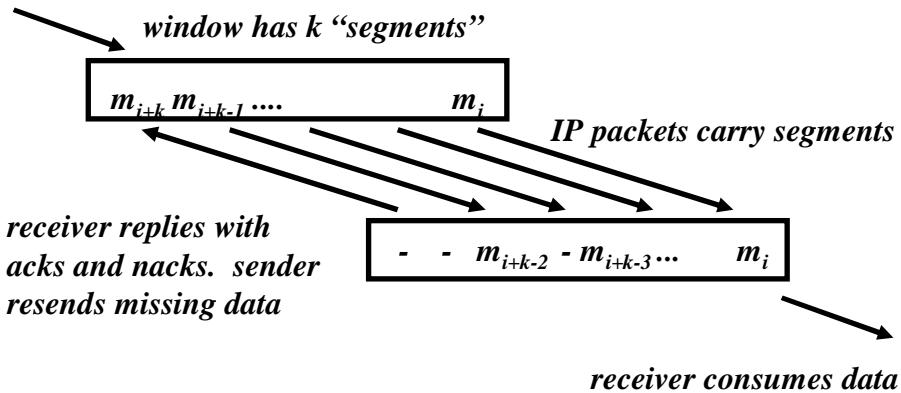 window has k “segments”
m_{i+k} m_{i+k-1} .... m_i
IP packets carry segments
receiver replies with
acks and nacks. sender
resends missing data
- - m_{i+k-2} - m_{i+k-3} ... m_i
receiver consumes data